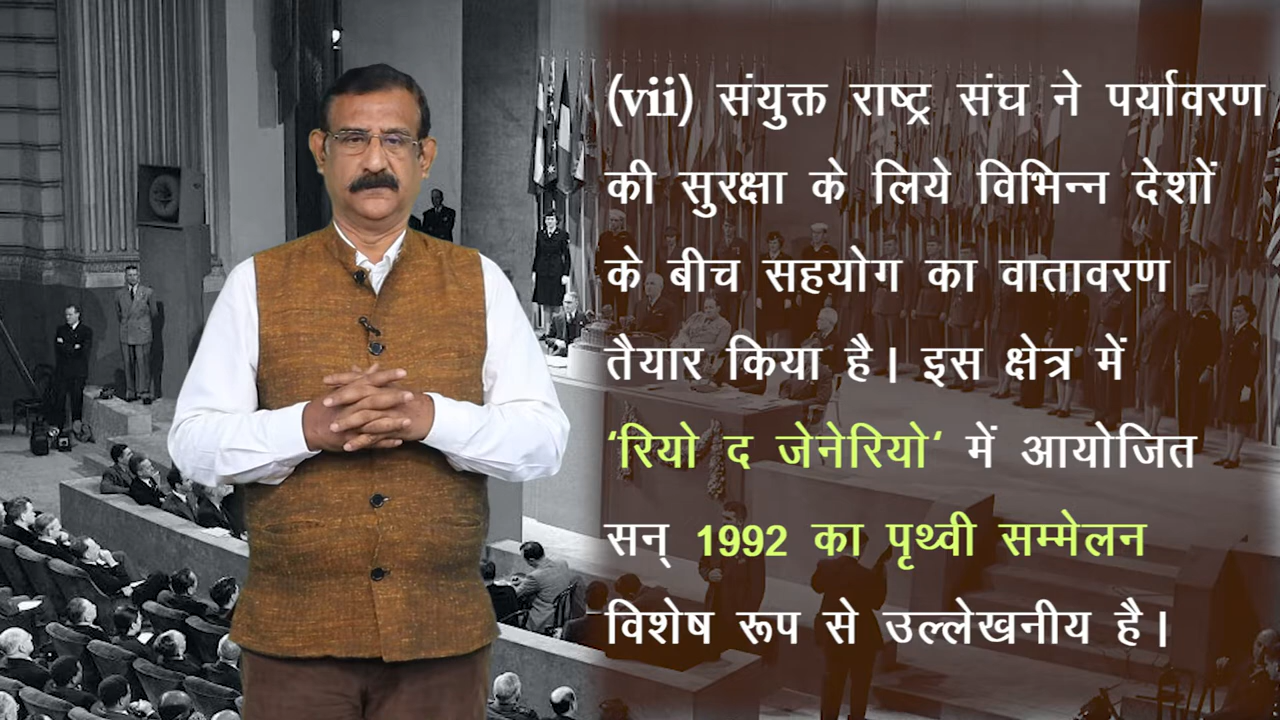 (vii) संयुक्त राष्ट्र संघ ने पर्यावरण
की सुरक्षा के लिये विभिन्न देशों
के बीच सहयोग का वातावरण
तैयार किया है। इस क्षेत्र में
‘रियो द जेनेरियो‘ में आयोजित
सन् 1992 का पृथ्वी सम्मेलन
विशेष रूप से उल्लेखनीय है।